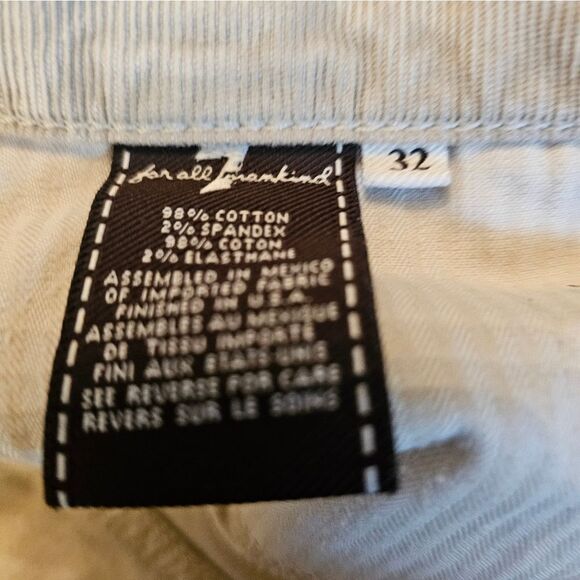 7 for all mankind
32
98% COTTON
2% SPANDEX
98% COTON
2% ELASTHANE
ASSEMBLED IN MEXICO
OF IMPORTED FABRIC
FINISHED IN U.S.A.
ASSEMBLES AU MEXIQUE
DE TISSU IMPORTE
FINI AUX ETATS UNIS
SEE REVERSE FOR CARE
REVERS SUR LE SOINS